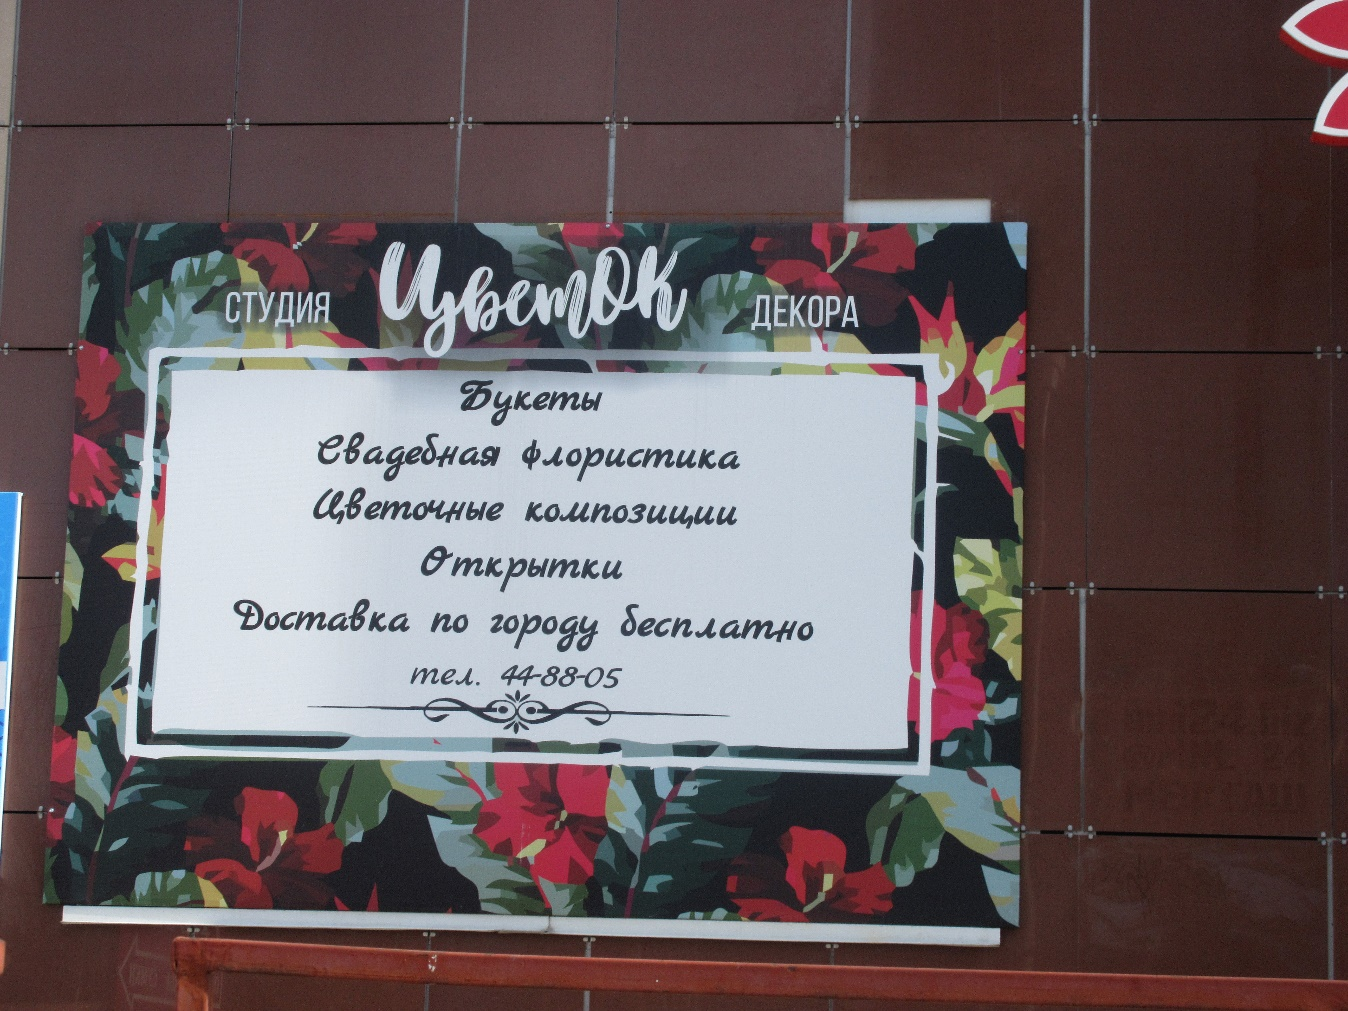 СТУДИЯ ЦветОК ДЕКОРА
Букеты
Свадебная флористика
Цветочные композиции
Открытки
Доставка по городу бесплатно
тел. 44-88-05